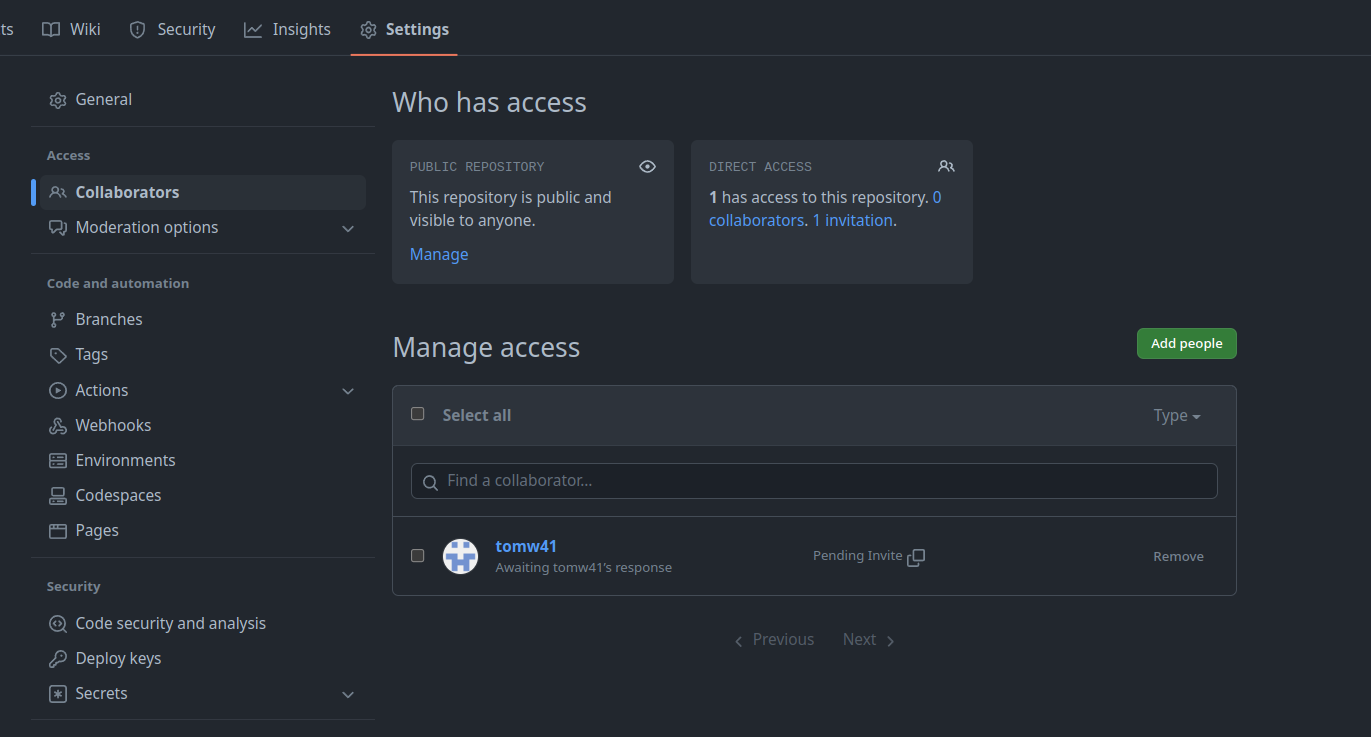 ts Wiki Security Insights Settings
General
Access
Collaborators
Moderation options
Code and automation
Branches
Tags
Actions
Webhooks
Environments
Codespaces
Pages
Security
Code security and analysis
Deploy keys
Secrets
Who has access
PUBLIC REPOSITORY
This repository is public and
visible to anyone.
Manage
DIRECT ACCESS
1 has access to this repository. 0
collaborators. 1 invitation.
Manage access
Add people
Select all
Type
Find a collaborator...
tomw41
Awaiting tomw41's response
Pending Invite
Remove
Previous Next